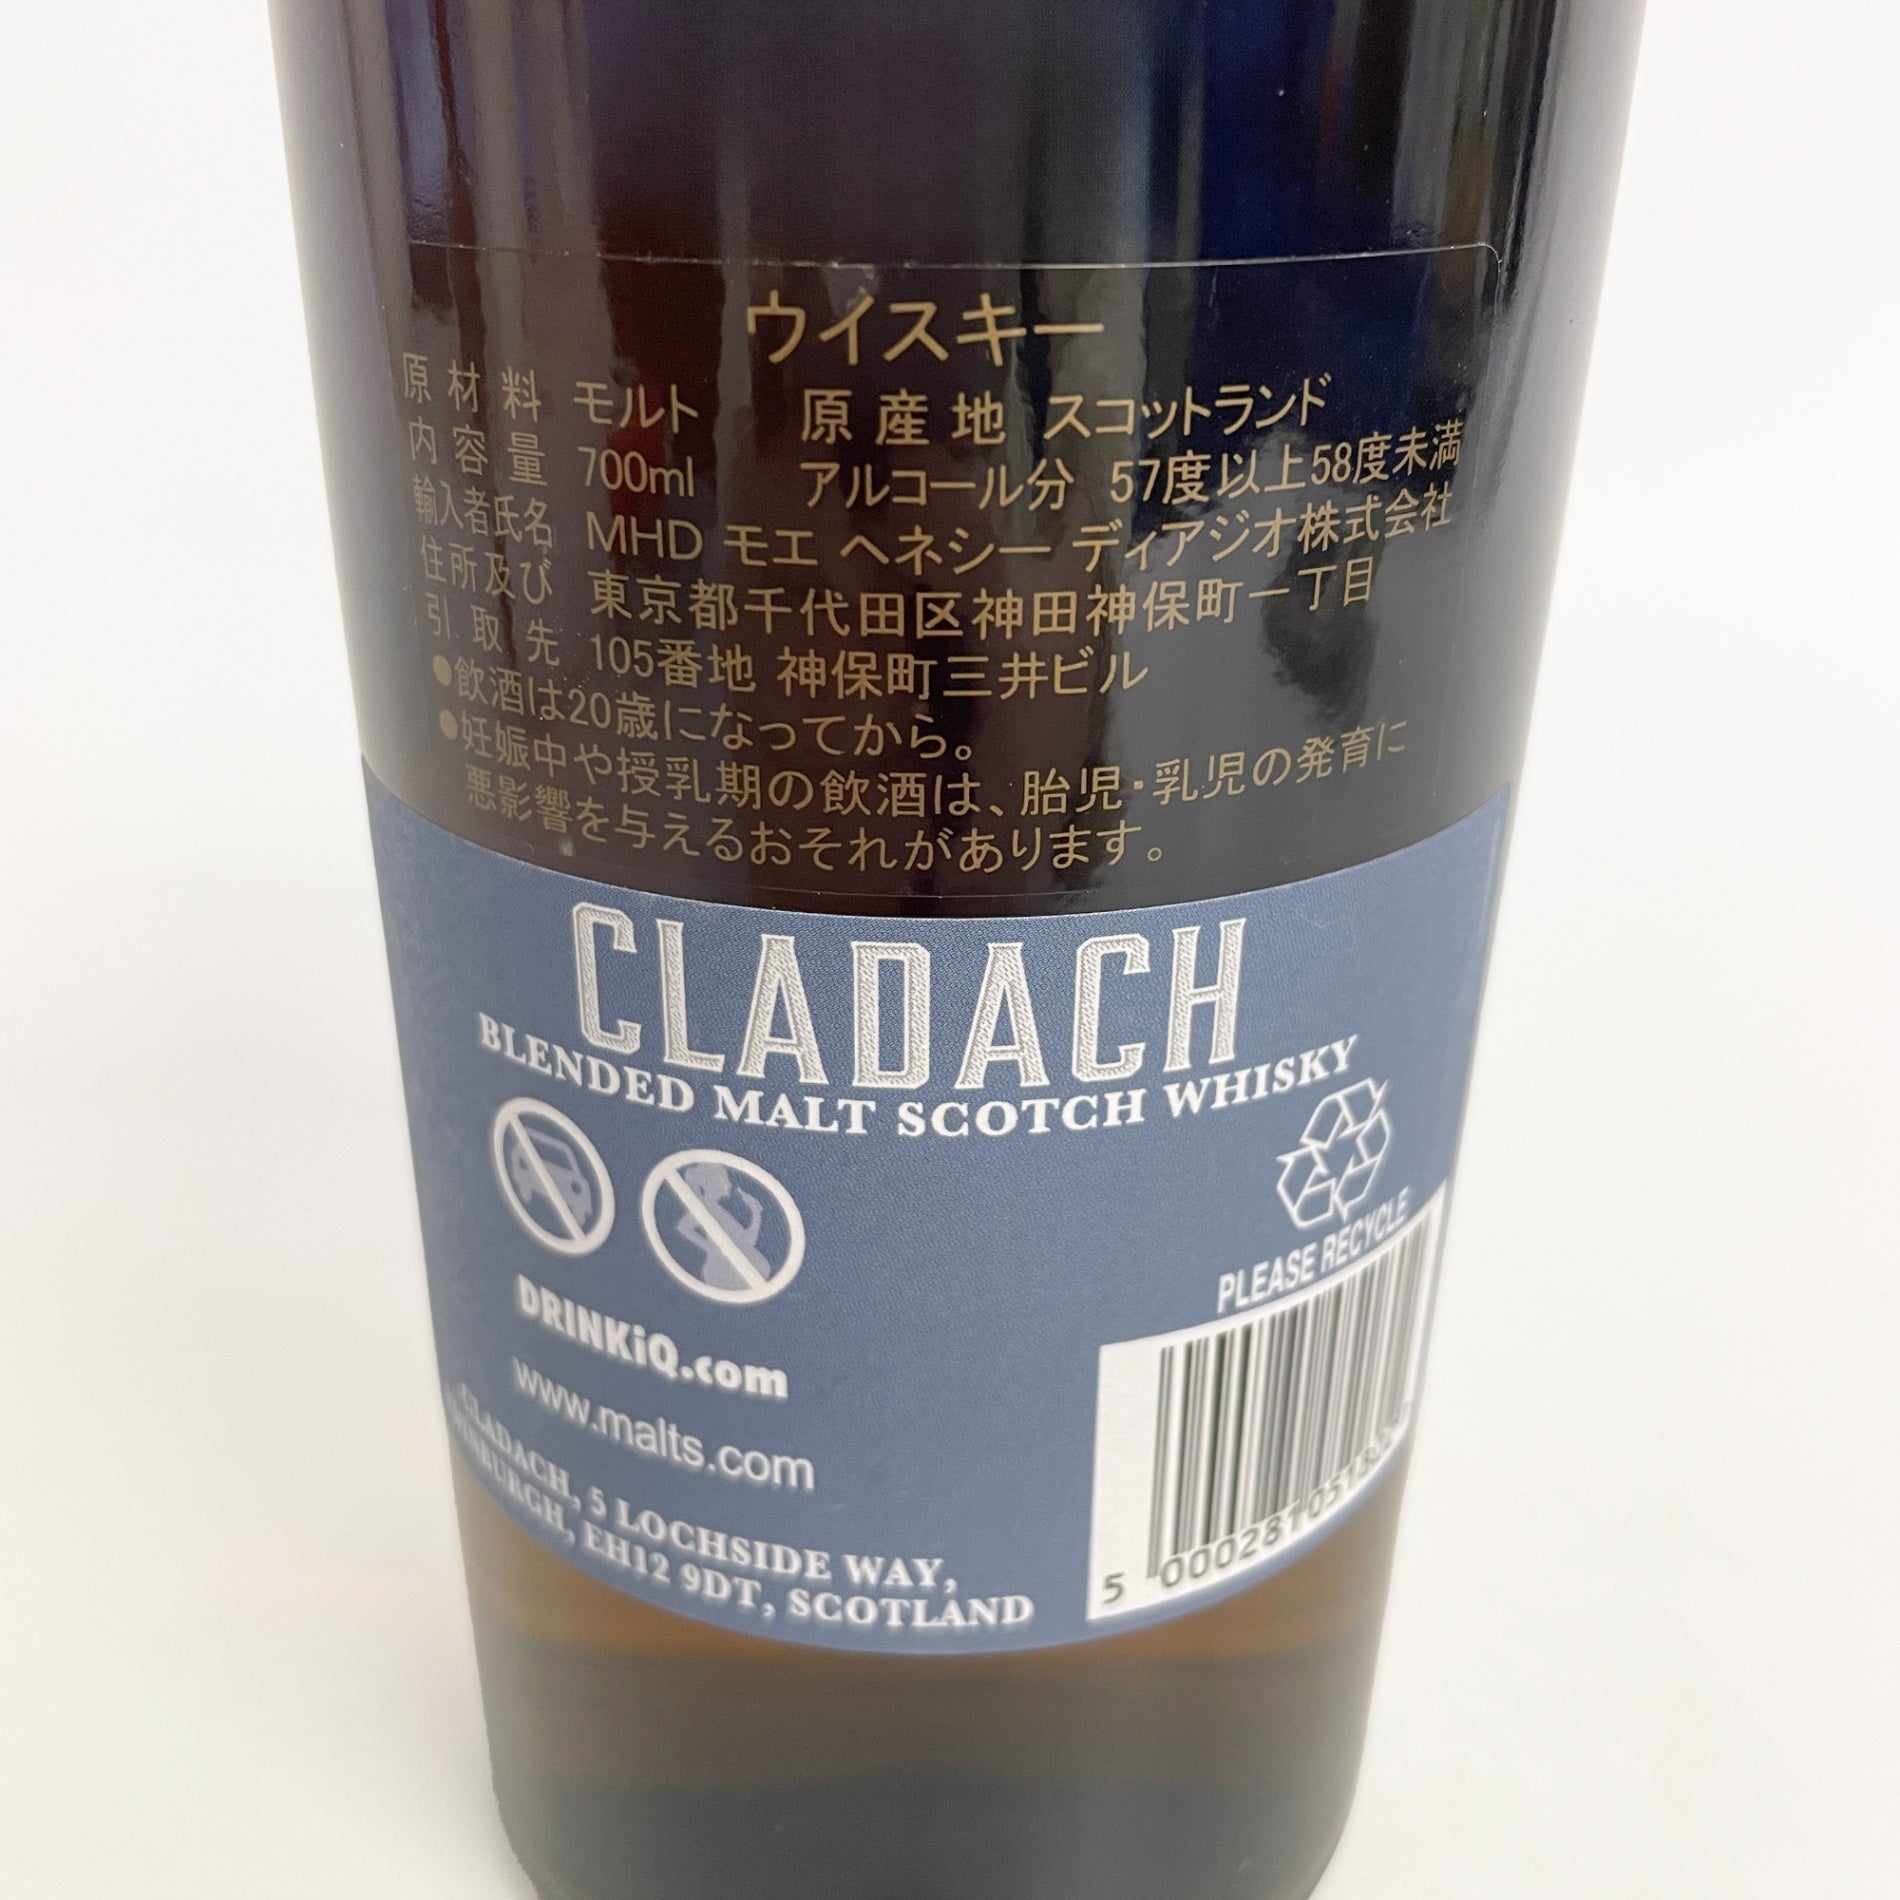 ウイスキー
原材料 モルト 原産地 スコットランド
内容量 700ml アルコール分 57度以上58度未満
輸入者氏名 MHD モエ ヘネシー ディアジオ株式会社
住所及び 東京都千代田区神田神保町一丁目
引取先 105番地 神保町三井ビル
●飲酒は20歳になってから。
●妊娠中や授乳期の飲酒は、胎児・乳児の発育に
悪影響を与えるおそれがあります。
CLADACH
BLENDED MALT SCOTCH WHISKY
PLEASE RECYCLE
DRINKiQ.com
www.malts.com
CLADACH, 5 LOCHSIDE WAY,
EH12 9DT, SCOTLAND
5